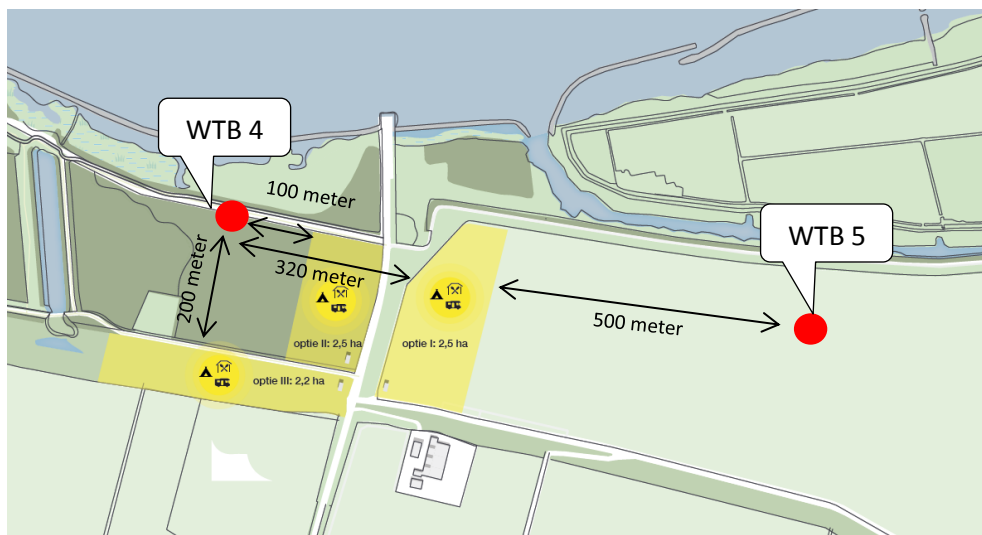 WTB 4
100 meter
WTB 5
200 meter
320 meter
500 meter
optie II: 2,5 ha
optie I: 2,5 ha
optie III: 2,2 ha